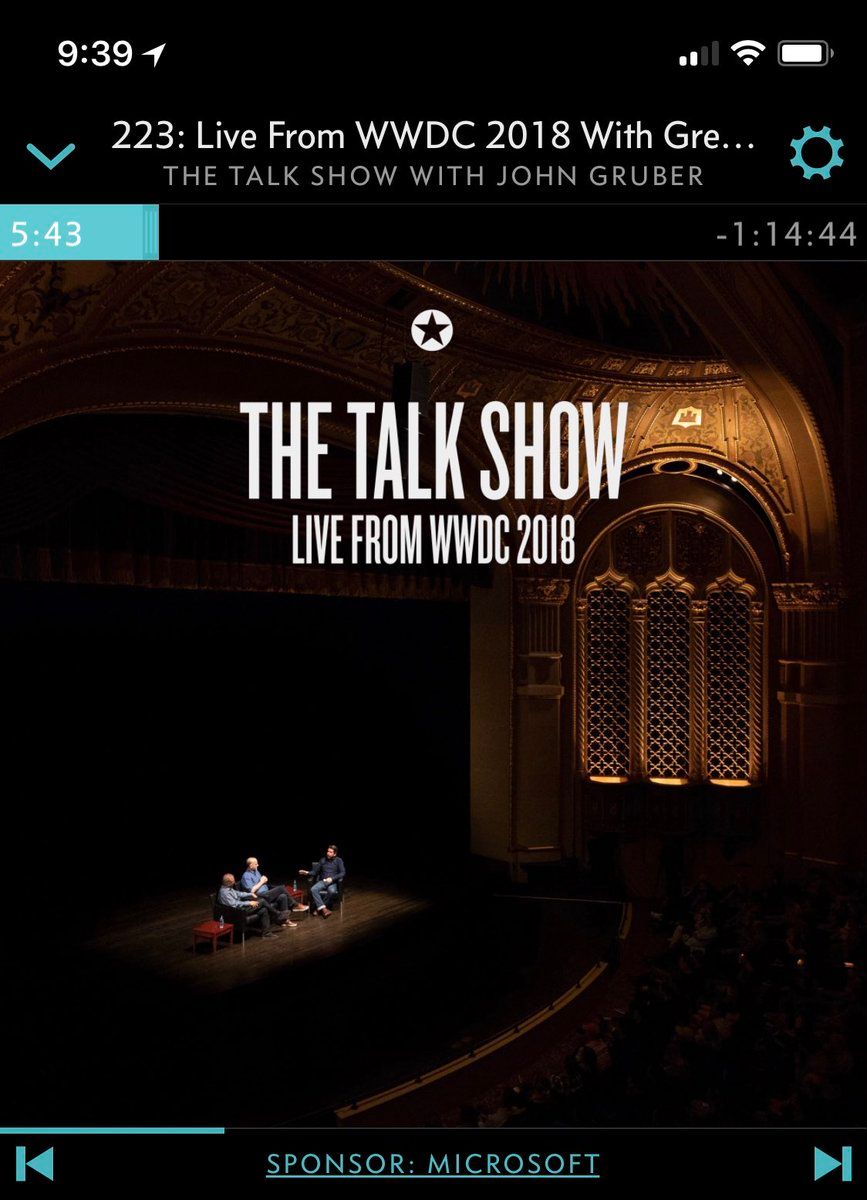 9:39
223: Live From WWDC 2018 With Gre…
THE TALK SHOW WITH JOHN GRUBER
5:43
-1:14:44
THE TALK SHOW
LIVE FROM WWDC 2018
SPONSOR: MICROSOFT